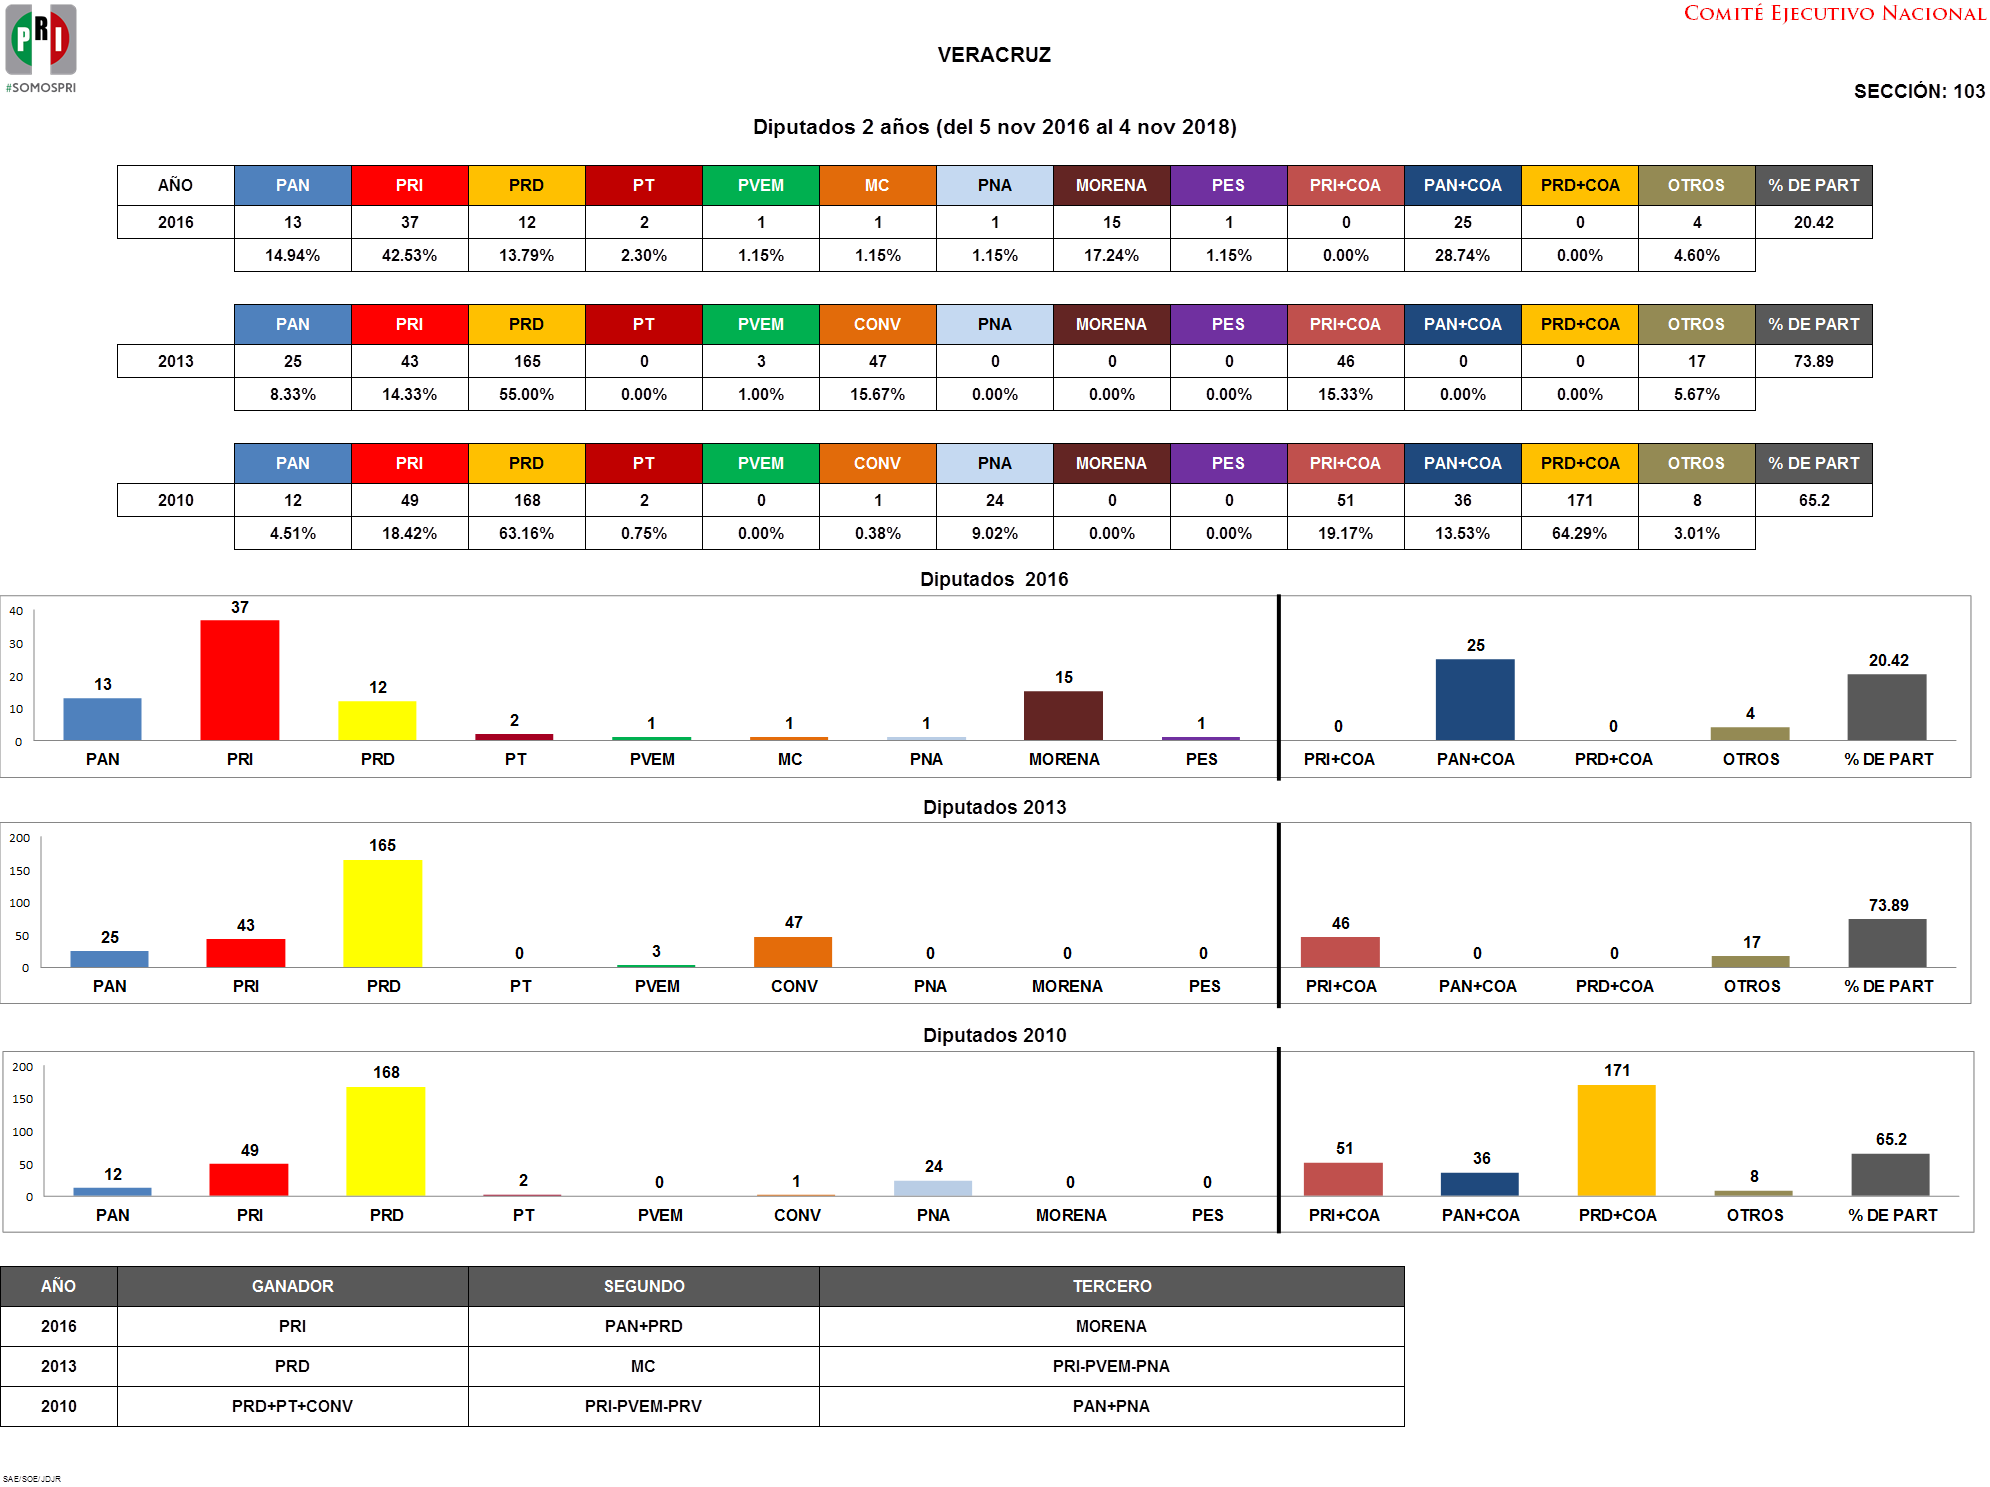 PRI
#SOMOSPRI
COMITÉ EJECUTIVO NACIONAL
VERACRUZ
SECCIÓN: 103
Diputados 2 años (del 5 nov 2016 al 4 nov 2018)
AÑO PAN PRI PRD PT PVEM MC PNA MORENA PES PRI+COA PAN+COA PRD+COA OTROS % DE PART
2016 13 37 12 2 1 1 1 15 1 0 25 0 4 20.42
14.94% 42.53% 13.79% 2.30% 1.15% 1.15% 1.15% 17.24% 1.15% 0.00% 28.74% 0.00% 4.60%
PAN PRI PRD PT PVEM CONV PNA MORENA PES PRI+COA PAN+COA PRD+COA OTROS % DE PART
2013 25 43 165 0 3 47 0 0 0 46 0 0 17 73.89
8.33% 14.33% 55.00% 0.00% 1.00% 15.67% 0.00% 0.00% 0.00% 15.33% 0.00% 0.00% 5.67%
PAN PRI PRD PT PVEM CONV PNA MORENA PES PRI+COA PAN+COA PRD+COA OTROS % DE PART
2010 12 49 168 2 0 1 24 0 0 51 36 171 8 65.2
4.51% 18.42% 63.16% 0.75% 0.00% 0.38% 9.02% 0.00% 0.00% 19.17% 13.53% 64.29% 3.01%
Diputados 2016
40
30
20
10
0
13 37 12 2 1 1 1 15 1 0 25 0 4 20.42
PAN PRI PRD PT PVEM MC PNA MORENA PES PRI+COA PAN+COA PRD+COA OTROS % DE PART
Diputados 2013
200
150
100
50
0
25 43 165 0 3 47 0 0 0 46 0 0 17 73.89
PAN PRI PRD PT PVEM CONV PNA MORENA PES PRI+COA PAN+COA PRD+COA OTROS % DE PART
Diputados 2010
200
150
100
50
0
12 49 168 2 0 1 24 0 0 51 36 171 8 65.2
PAN PRI PRD PT PVEM CONV PNA MORENA PES PRI+COA PAN+COA PRD+COA OTROS % DE PART
AÑO GANADOR SEGUNDO TERCERO
2016 PRI PAN+PRD MORENA
2013 PRD MC PRI-PVEM-PNA
2010 PRD+PT+CONV PRI-PVEM-PRV PAN+PNA
SAE/SOE/JDJR